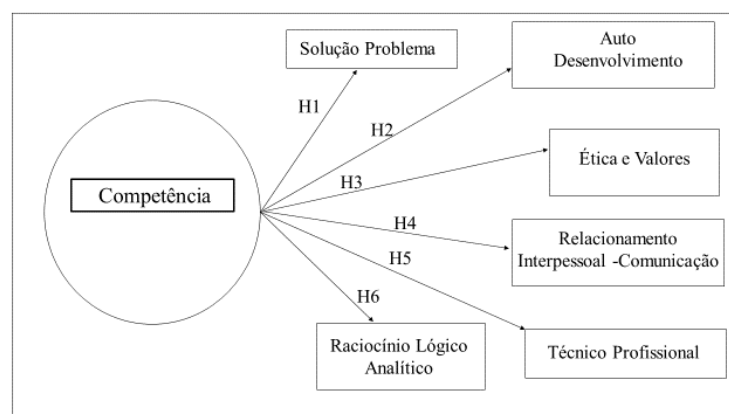 Solução Problema
Auto
Desenvolvimento
H1
H2
Ética e Valores
H3
Competência
H4
Relacionamento
Interpessoal -Comunicação
H5
H6
Raciocínio Lógico
Analítico
Técnico Profissional